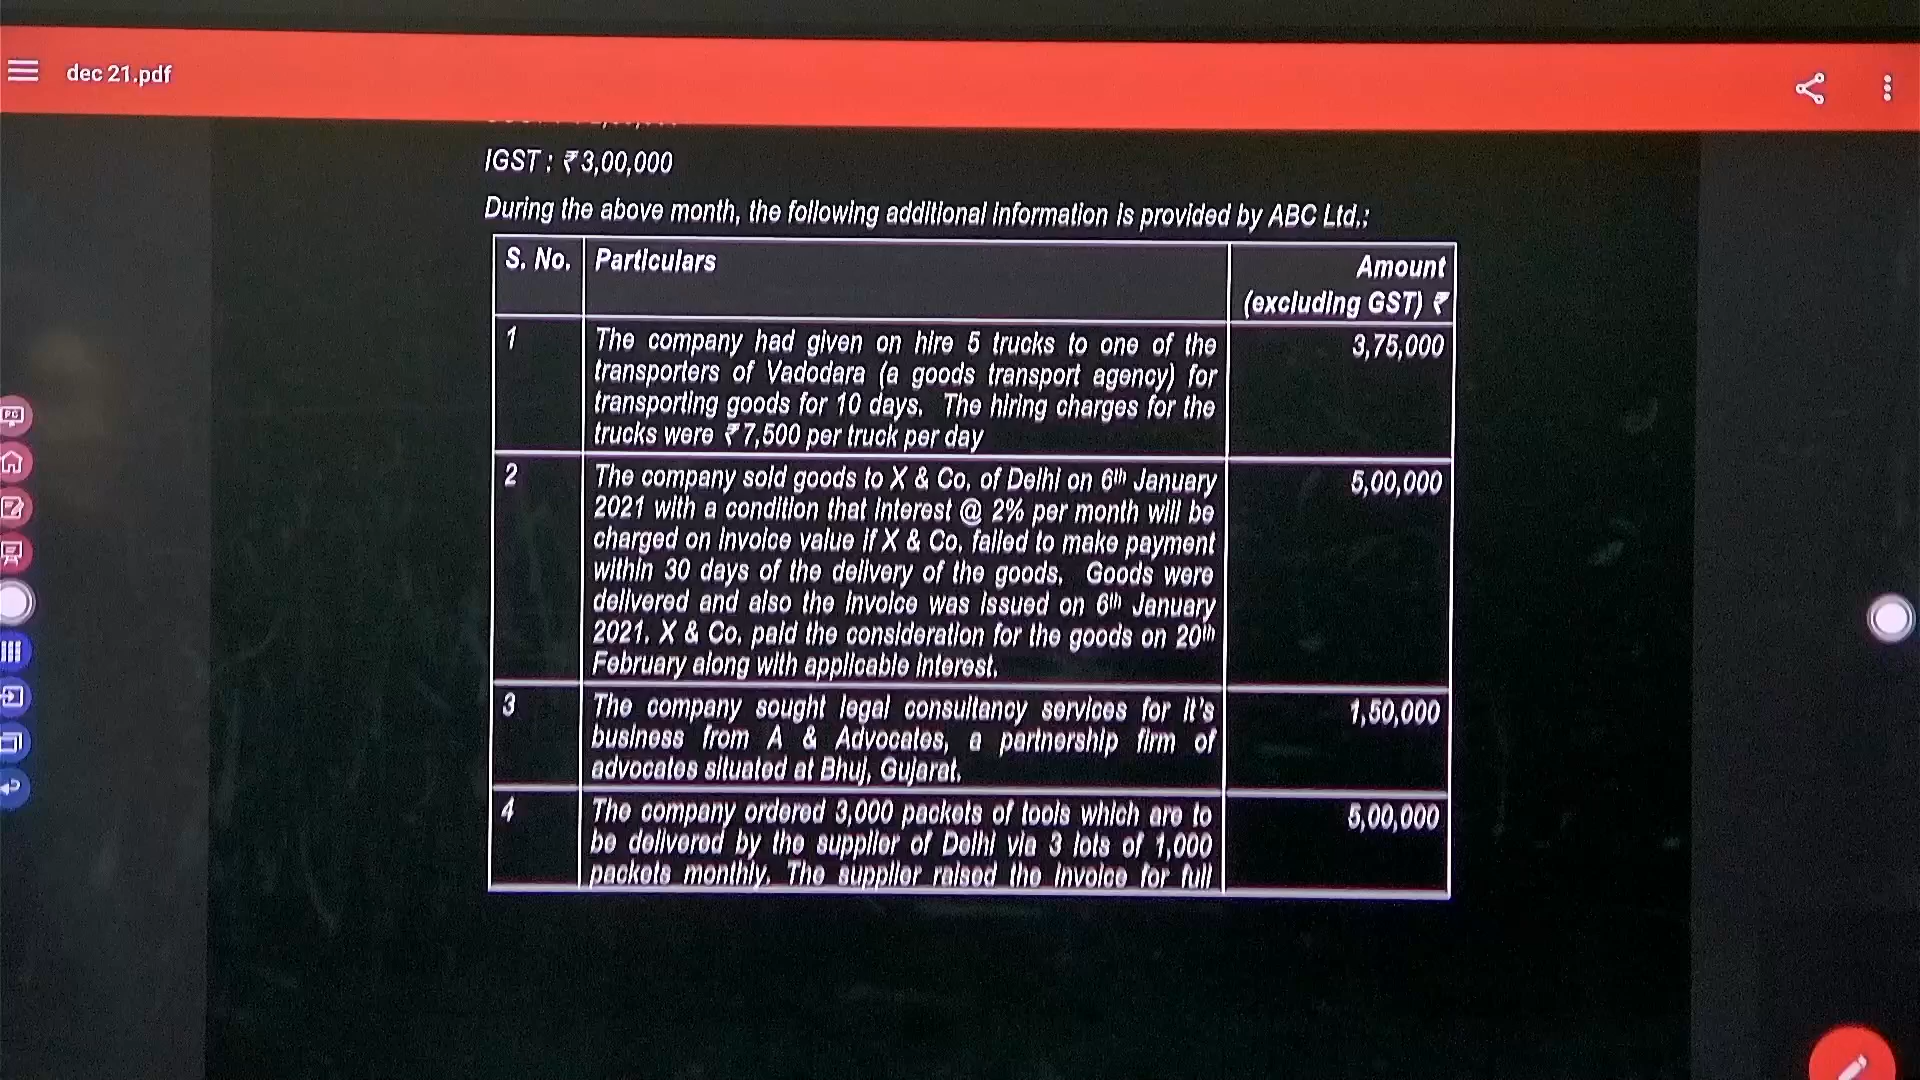 dec 21.pdf
IGST : ₹3,00,000
During the above month, the following additional information is provided by ABC Ltd.:
S. No. Particulars Amount
(excluding GST) ₹
1 The company had given on hire 5 trucks to one of the 3,75,000
transporters of Vadodara (a goods transport agency) for
transporting goods for 10 days. The hiring charges for the
trucks were ₹7,500 per truck per day
2 The company sold goods to X & Co. of Delhi on 6th January 5,00,000
2021 with a condition that interest @ 2% per month will be
charged on invoice value if X & Co. failed to make payment
within 30 days of the delivery of the goods. Goods were
delivered and also the invoice was issued on 6th January
2021. X & Co. paid the consideration for the goods on 20th
February along with applicable interest.
3 The company sought legal consultancy services for it's 1,50,000
business from A & Advocates, a partnership firm of
advocates situated at Bhuj, Gujarat.
4 The company ordered 3,000 packets of tools which are to 5,00,000
be delivered by the supplier of Delhi via 3 lots of 1,000
packets monthly. The supplier raised the invoice for full